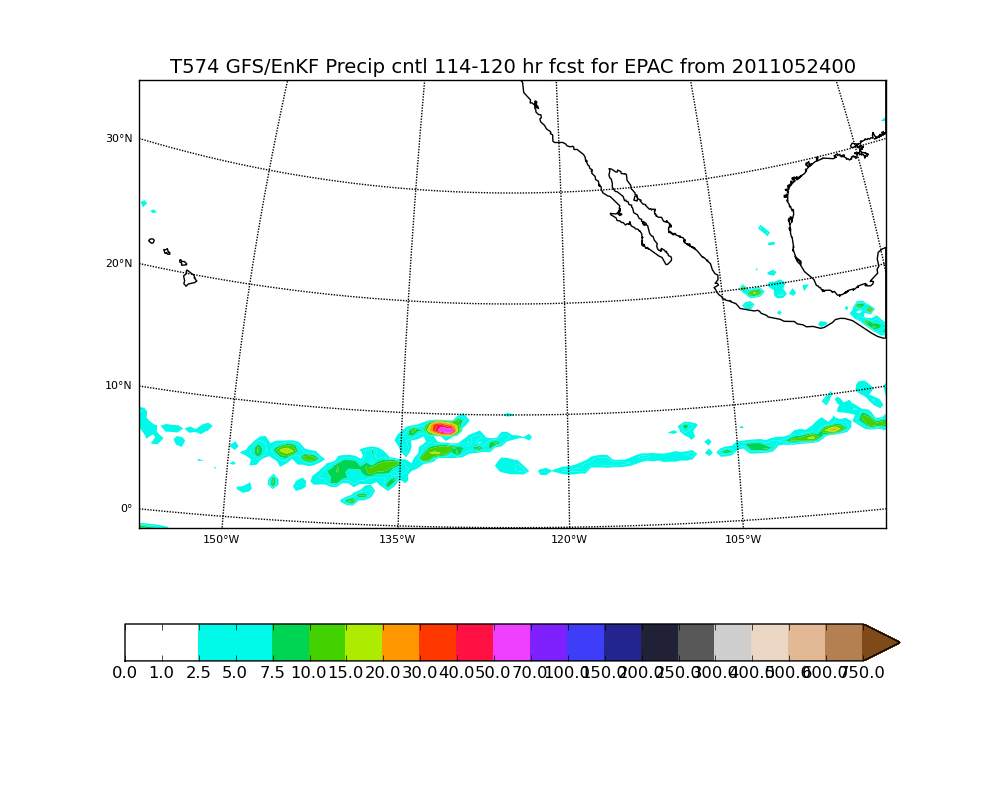 T574 GFS/EnKF Precip cntl 114-120 hr fcst for EPAC from 2011052400
30°N
20°N
10°N
0°
150°W 135°W 120°W 105°W
0.0 1.0 2.5 5.0 7.5 10.0 15.0 20.0 30.0 40.0 50.0 70.0 100.0 150.0 200.0 250.0 300.0 400.0 500.0 600.0 750.0